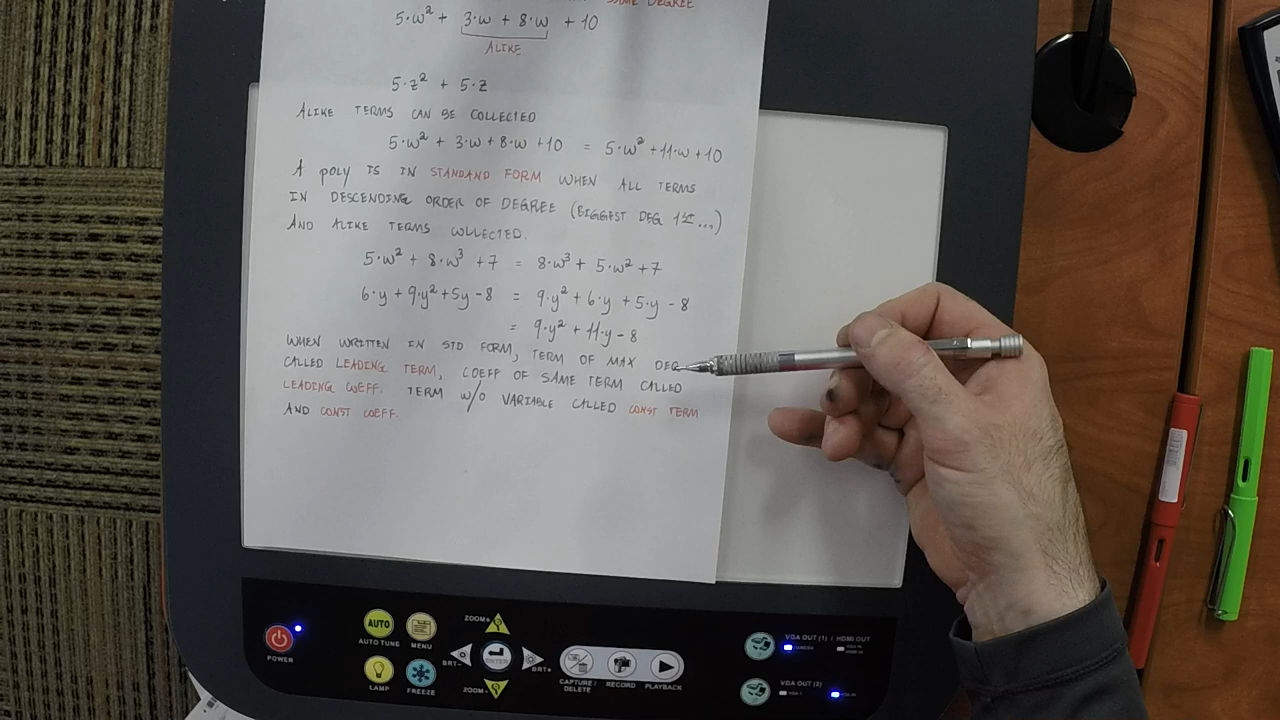 SAME DEGREE
5·w² + 3·w + 8·w + 10
ALIKE
5·z² + 5·z
ALIKE TERMS CAN BE COLLECTED
5·w² + 3·w + 8·w + 10 = 5·w² + 11·w + 10
A POLY IS IN STANDARD FORM WHEN ALL TERMS
IN DESCENDING ORDER OF DEGREE (BIGGEST DEG 1st...)
AND ALIKE TERMS COLLECTED.
5·w² + 8·w³ + 7 = 8·w³ + 5·w² + 7
6·y + 9·y² + 5y - 8 = 9·y² + 6·y + 5·y - 8
= 9·y² + 11·y - 8
WHEN WRITTEN IN STD FORM, TERM OF MAX DEG
CALLED LEADING TERM, COEFF OF SAME TERM CALLED
LEADING COEFF. TERM W/O VARIABLE CALLED CONST TERM
AND CONST COEFF.
POWER
AUTO
AUTO TUNE
MENU
LAMP
FREEZE
ZOOM+
BRT-
ENTER
BRT+
ZOOM-
CAPTURE / DELETE
RECORD
PLAYBACK
VGA OUT (1) / HDMI OUT
CAMERA
VGA OUT (2)